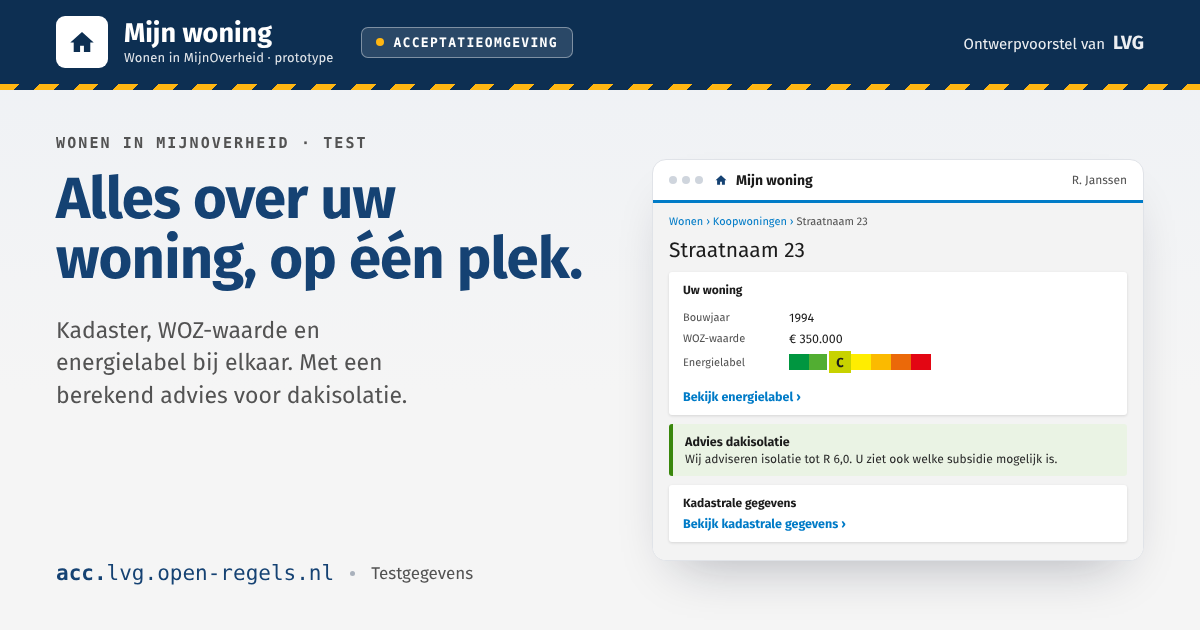 Mijn woning
Wonen in MijnOverheid · prototype
ACCEPTATIEOMGEVING
Ontwerpvoorstel van LVG
WONEN IN MIJNOVERHEID · TEST
Alles over uw
woning, op één plek.
Kadaster, WOZ-waarde en
energielabel bij elkaar. Met een
berekend advies voor dakisolatie.
acc.lvg.open-regels.nl • Testgegevens
Mijn woning
R. Janssen
Wonen › Koopwoningen › Straatnaam 23
Straatnaam 23
Uw woning
Bouwjaar 1994
WOZ-waarde € 350.000
Energielabel C
Bekijk energielabel ›
Advies dakisolatie
Wij adviseren isolatie tot R 6,0. U ziet ook welke subsidie mogelijk is.
Kadastrale gegevens
Bekijk kadastrale gegevens ›